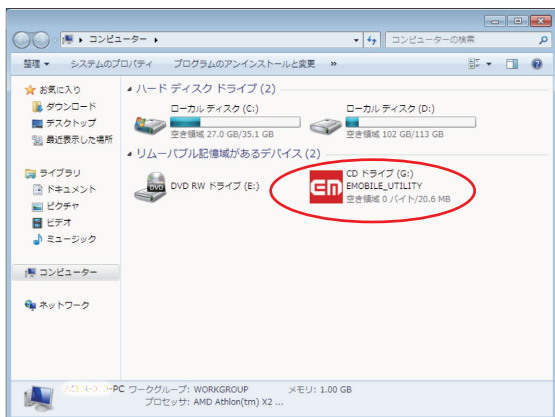 コンピューター
コンピューターの検索
整理 システムのプロパティ プログラムのアンインストールと変更 »
お気に入り
ダウンロード
デスクトップ
最近表示した場所
ライブラリ
ドキュメント
ピクチャ
ビデオ
ミュージック
コンピューター
ネットワーク
ハード ディスク ドライブ (2)
ローカル ディスク (C:)
空き領域 27.0 GB/35.1 GB
ローカル ディスク (D:)
空き領域 102 GB/113 GB
リムーバブル記憶域があるデバイス (2)
DVD
DVD RW ドライブ (E:)
EM
CD ドライブ (G:)
EMOBILE_UTILITY
空き領域 0 バイト/20.6 MB
-PC ワークグループ: WORKGROUP メモリ: 1.00 GB
プロセッサ: AMD Athlon(tm) X2 ...